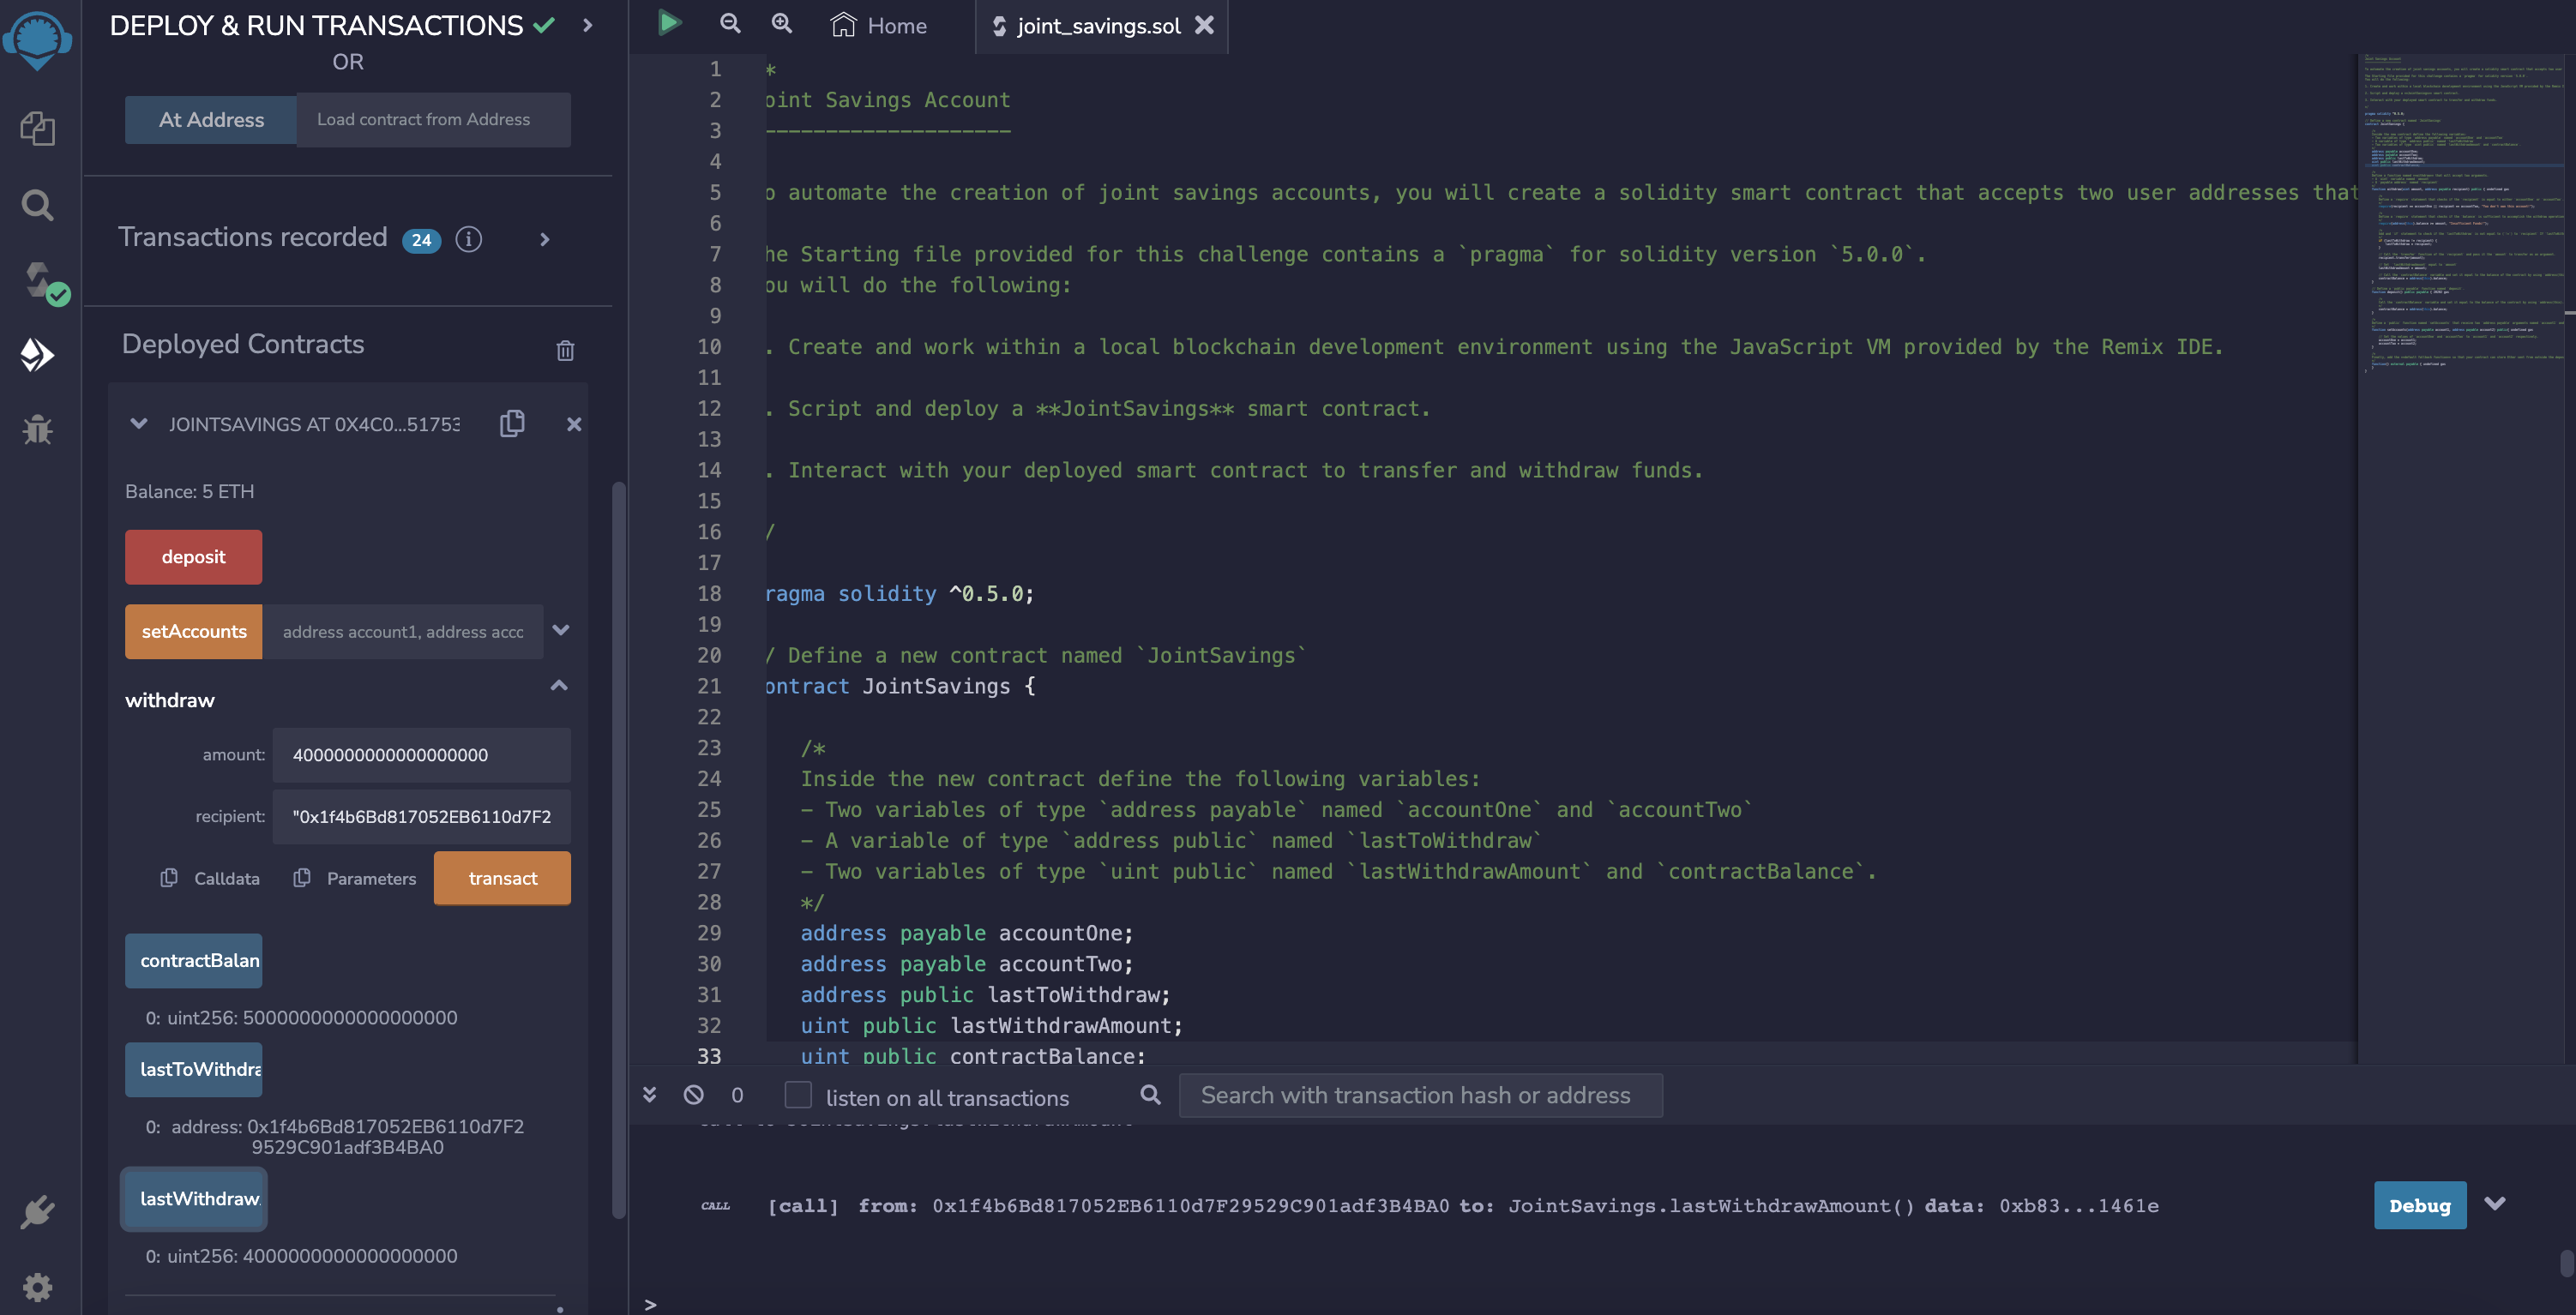 DEPLOY & RUN TRANSACTIONS
OR
At Address
Load contract from Address
Transactions recorded 24
Deployed Contracts
JOINTSAVINGS AT 0X4C0...51753
Balance: 5 ETH
deposit
setAccounts
address account1, address acco
withdraw
amount:
4000000000000000000
recipient:
"0x1f4b6Bd817052EB6110d7F2
Calldata
Parameters
transact
contractBalan
0: uint256: 5000000000000000000
lastToWithdra
0: address: 0x1f4b6Bd817052EB6110d7F2
9529C901adf3B4BA0
lastWithdraw
0: uint256: 4000000000000000000
Home
joint_savings.sol
1 *
2 oint Savings Account
3 --------------------
4
5 o automate the creation of joint savings accounts, you will create a solidity smart contract that accepts two user addresses that
6
7 he Starting file provided for this challenge contains a `pragma` for solidity version `5.0.0`.
8 ou will do the following:
9
10 . Create and work within a local blockchain development environment using the JavaScript VM provided by the Remix IDE.
11
12 . Script and deploy a **JointSavings** smart contract.
13
14 . Interact with your deployed smart contract to transfer and withdraw funds.
15
16 /
17
18 ragma solidity ^0.5.0;
19
20 / Define a new contract named `JointSavings`
21 ontract JointSavings {
22
23 /*
24 Inside the new contract define the following variables:
25 - Two variables of type `address payable` named `accountOne` and `accountTwo`
26 - A variable of type `address public` named `lastToWithdraw`
27 - Two variables of type `uint public` named `lastWithdrawAmount` and `contractBalance`.
28 */
29 address payable accountOne;
30 address payable accountTwo;
31 address public lastToWithdraw;
32 uint public lastWithdrawAmount;
33 uint public contractBalance;
0
listen on all transactions
Search with transaction hash or address
CALL [call] from: 0x1f4b6Bd817052EB6110d7F29529C901adf3B4BA0 to: JointSavings.lastWithdrawAmount() data: 0xb83...1461e
Debug
>